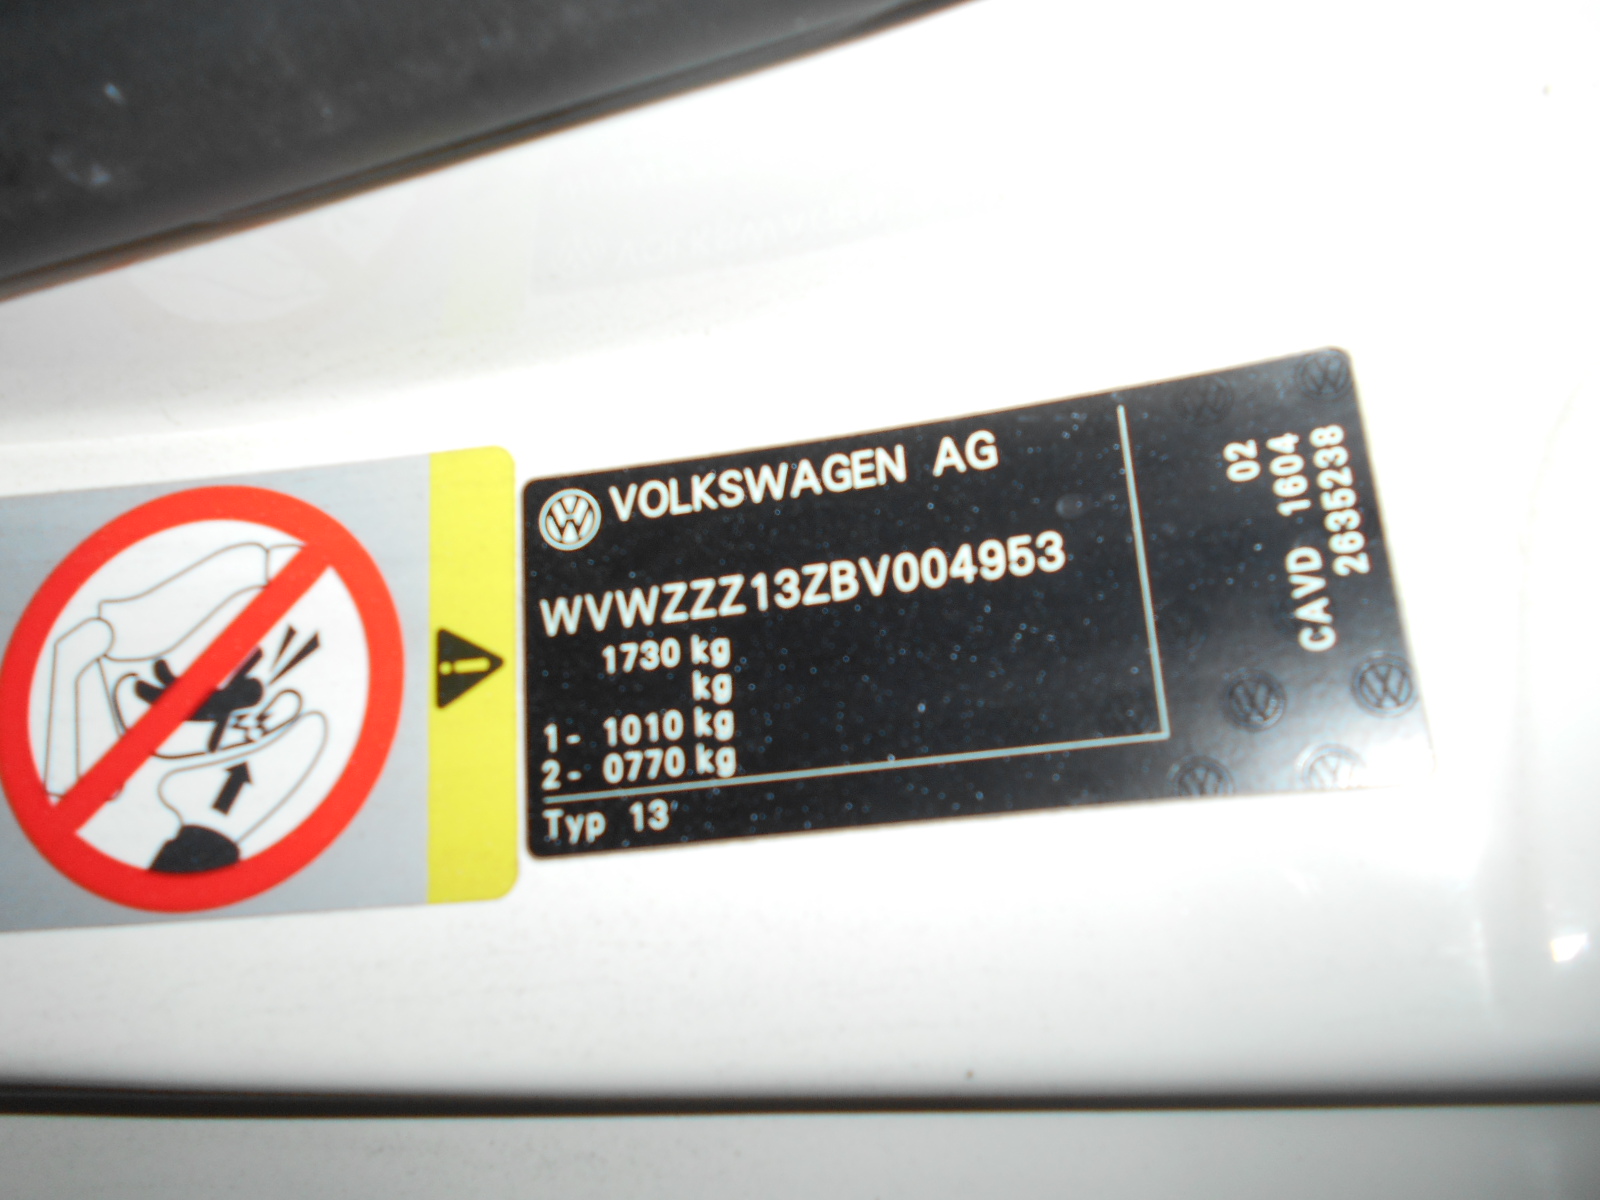 VOLKSWAGEN AG
WVWZZZ13ZBV004953
1730 kg
kg
1- 1010 kg
2- 0770 kg
Typ 13
02
CAVD 1604
2635238